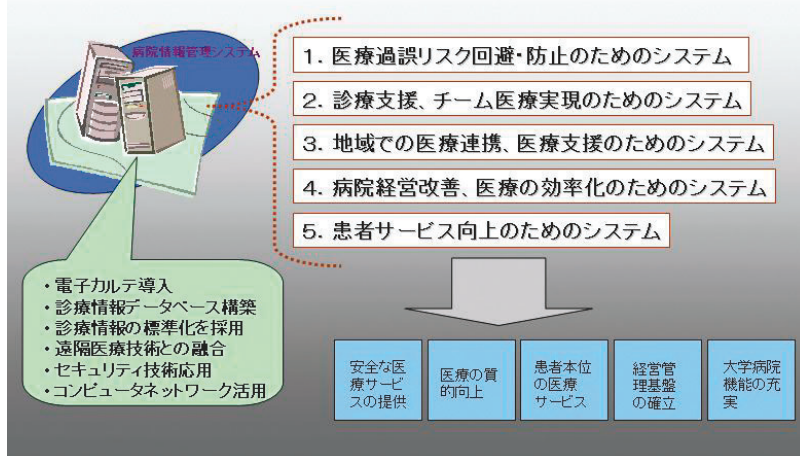 病院情報管理システム
1. 医療過誤リスク回避・防止のためのシステム
2. 診療支援、チーム医療実現のためのシステム
3. 地域での医療連携、医療支援のためのシステム
4. 病院経営改善、医療の効率化のためのシステム
5. 患者サービス向上のためのシステム
・電子カルテ導入
・診療情報データベース構築
・診療情報の標準化を採用
・遠隔医療技術との融合
・セキュリティ技術応用
・コンピュータネットワーク活用
安全な医
療サービ
スの提供
医療の質
的向上
患者本位
の医療
サービス
経営管
理基盤
の確立
大学病院
機能の充
実